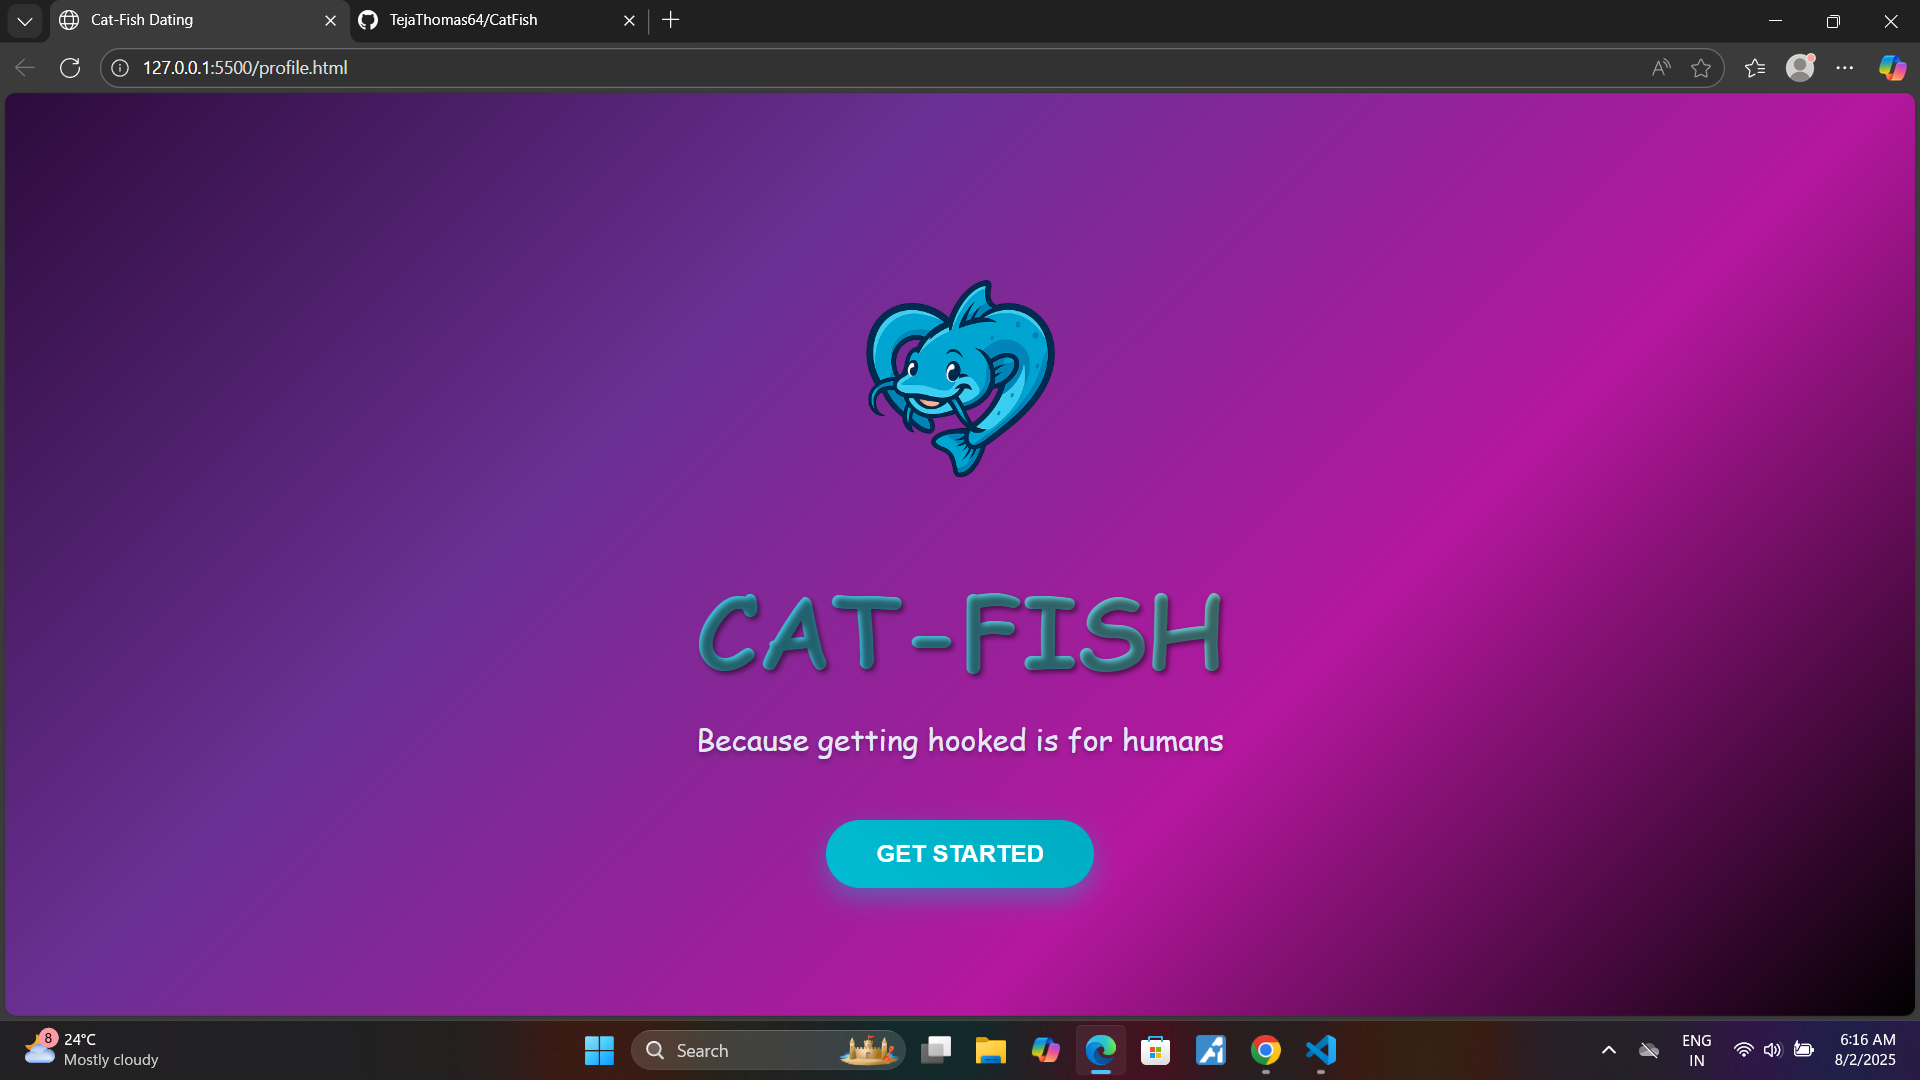 Cat-Fish Dating
TejaThomas64/CatFish
127.0.0.1:5500/profile.html
CAT-FISH
Because getting hooked is for humans
GET STARTED
8
24°C
Mostly cloudy
Search
ENG
IN
6:16 AM
8/2/2025